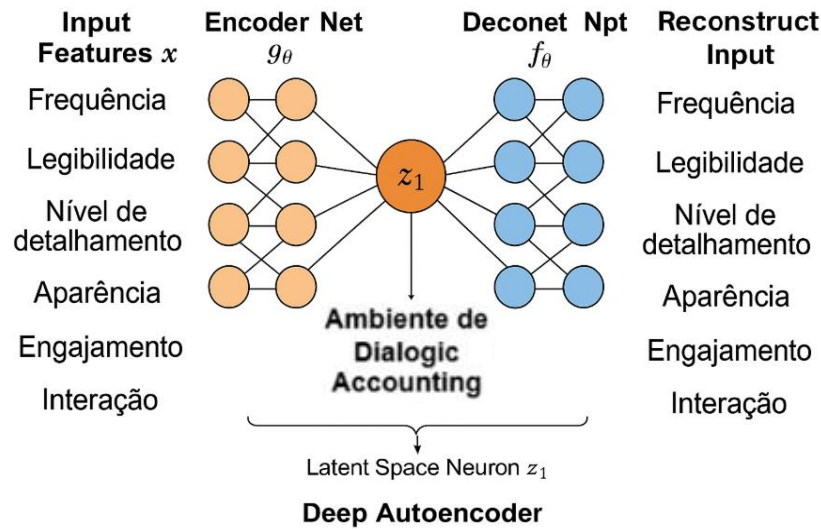 Input
Features x
Encoder Net
gθ
Deconet Npt
fθ
Reconstruct
Input
Frequência
Legibilidade
Nível de
detalhamento
Aparência
Engajamento
Interação
z1
Ambiente de
Dialogic
Accounting
Frequência
Legibilidade
Nível de
detalhamento
Aparência
Engajamento
Interação
Latent Space Neuron z1
Deep Autoencoder